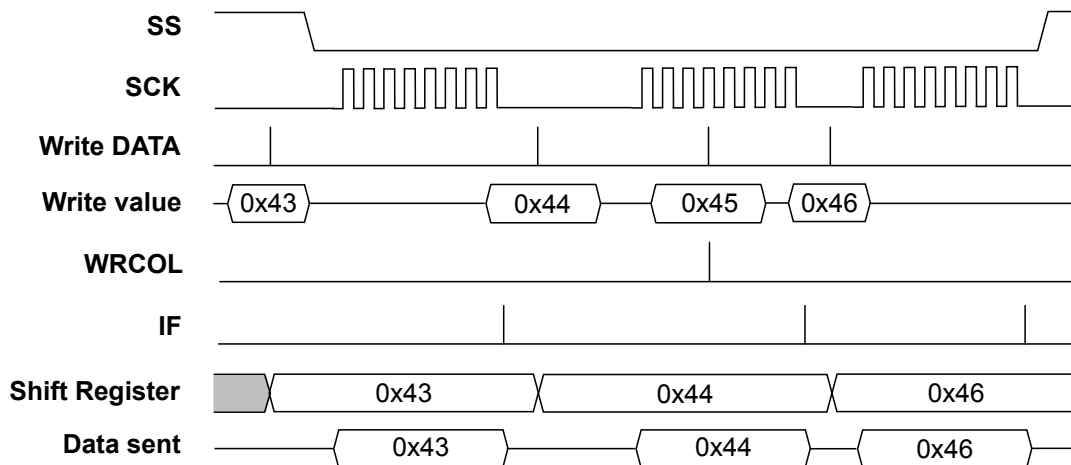 SS
SCK
Write DATA
Write value 0x43 0x44 0x45 0x46
WRCOL
IF
Shift Register 0x43 0x44 0x46
Data sent 0x43 0x44 0x46